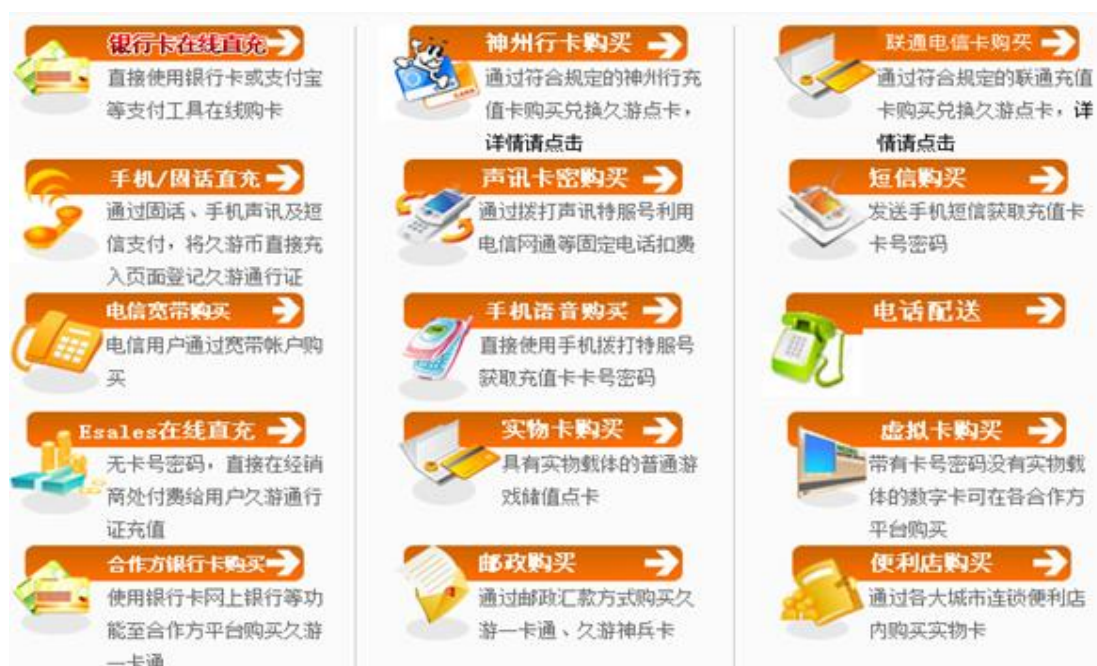 银行卡在线直充
直接使用银行卡或支付宝
等支付工具在线购卡
神州行卡购买
通过符合规定的神州行充
值卡购买兑换久游点卡，
详情请点击
联通电信卡购买
通过符合规定的联通充值
卡购买兑换久游点卡，详
情请点击
手机/固话直充
通过固话、手机声讯及短
信支付，将久游币直接充
入页面登记久游通行证
声讯卡密购买
通过拨打声讯特服号利用
电信网通等固定电话扣费
短信购买
发送手机短信获取充值卡
卡号密码
电信宽带购买
电信用户通过宽带帐户购
买
手机语音购买
直接使用手机拨打特服号
获取充值卡卡号密码
电话配送
Esales在线直充
无卡号密码，直接在经销
商处付费给用户久游通行
证充值
实物卡购买
具有实物载体的普通游
戏储值点卡
虚拟卡购买
带有卡号密码没有实物载
体的数字卡可在各合作方
平台购买
合作方银行卡购买
使用银行卡网上银行等功
能至合作方平台购买久游
一卡通
邮政购买
通过邮政汇款方式购买久
游一卡通、久游神兵卡
便利店购买
通过各大城市连锁便利店
内购买实物卡